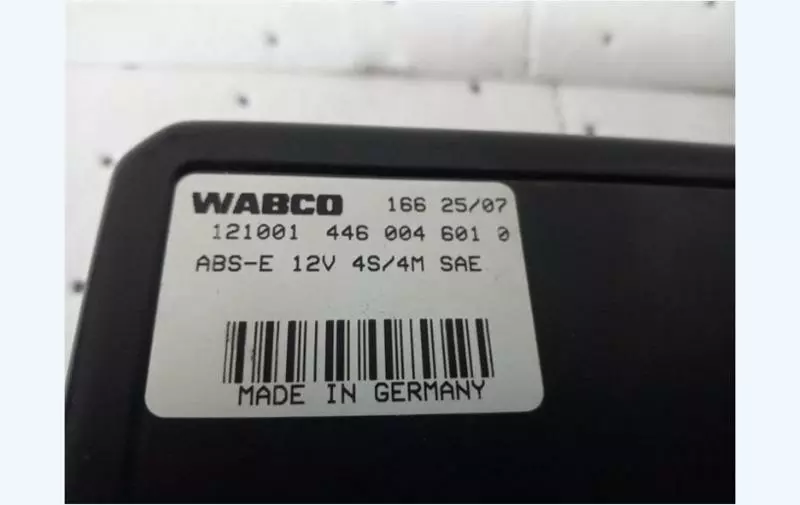 WABCO 166 25/07
121001 446 004 601 0
ABS-E 12V 4S/4M SAE
MADE IN GERMANY